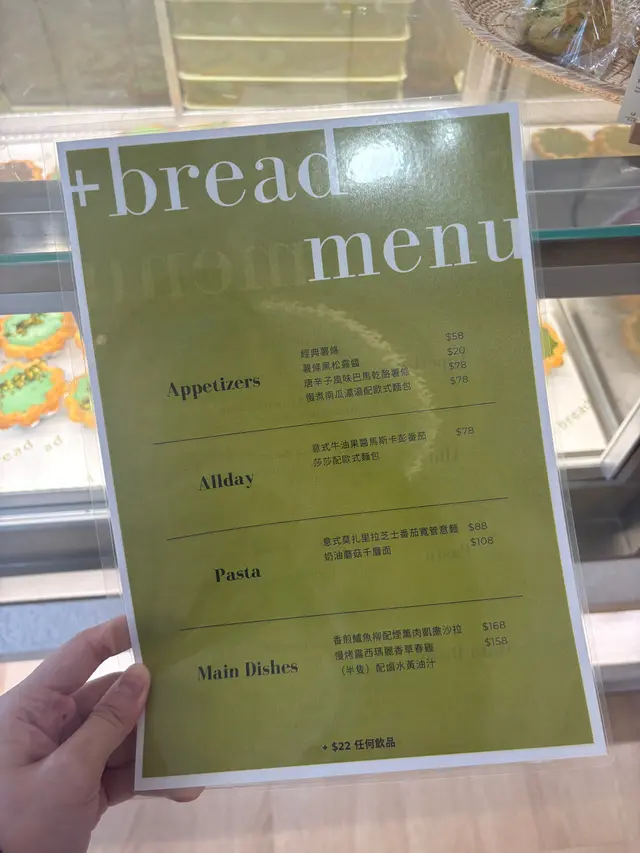 +bread
menu
Appetizers
經典薯條 $58
薯條黑松露醬 $20
唐辛子風味巴馬乾酪薯條 $78
慢煮南瓜濃湯配歐式麵包 $78
Allday
意式牛油果醬馬斯卡彭番茄 $78
莎莎配歐式麵包
Pasta
意式莫扎里拉芝士番茄寬管意麵 $88
奶油蘑菇千層面 $108
Main Dishes
香煎鱸魚柳配煙薰肉凱撒沙拉 $168
慢烤露西瑪麗香草春雞 $158
（半隻）配滷水黃油汁
+ $22 任何飲品
bread